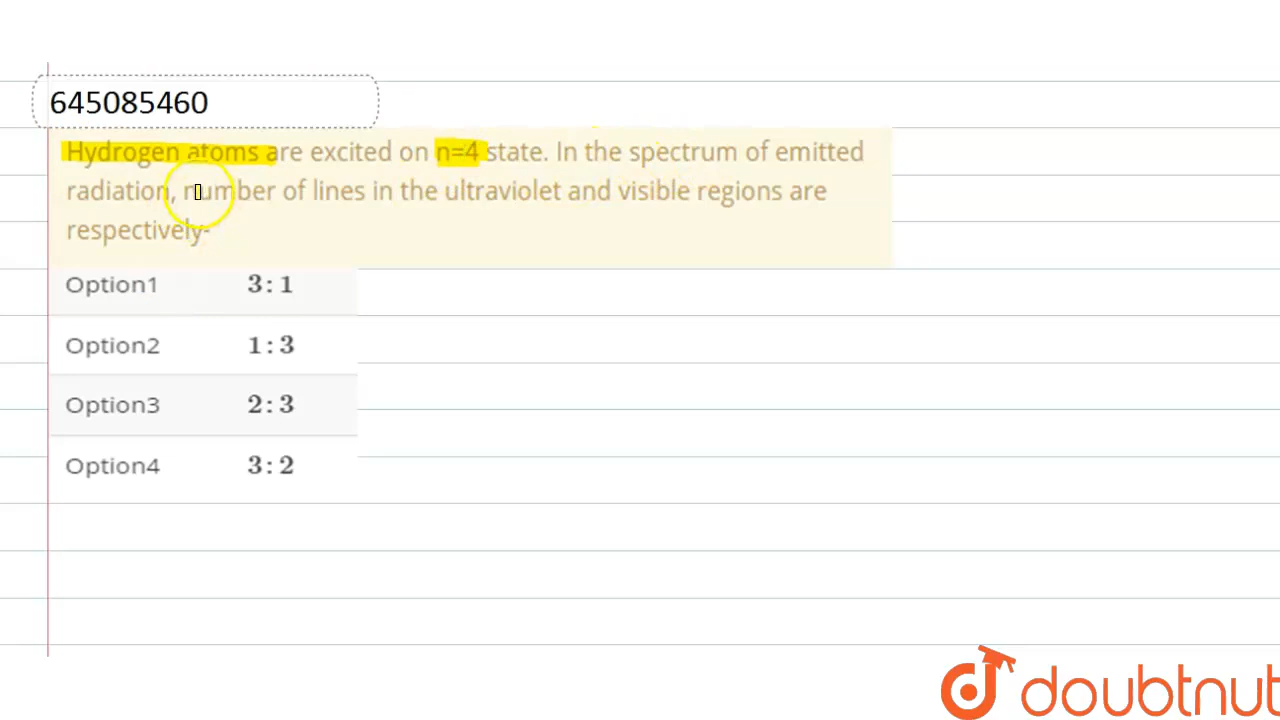 645085460
Hydrogen atoms are excited on n=4 state. In the spectrum of emitted
radiation, number of lines in the ultraviolet and visible regions are
respectively-
Option1 3 : 1
Option2 1 : 3
Option3 2 : 3
Option4 3 : 2
doubtnut